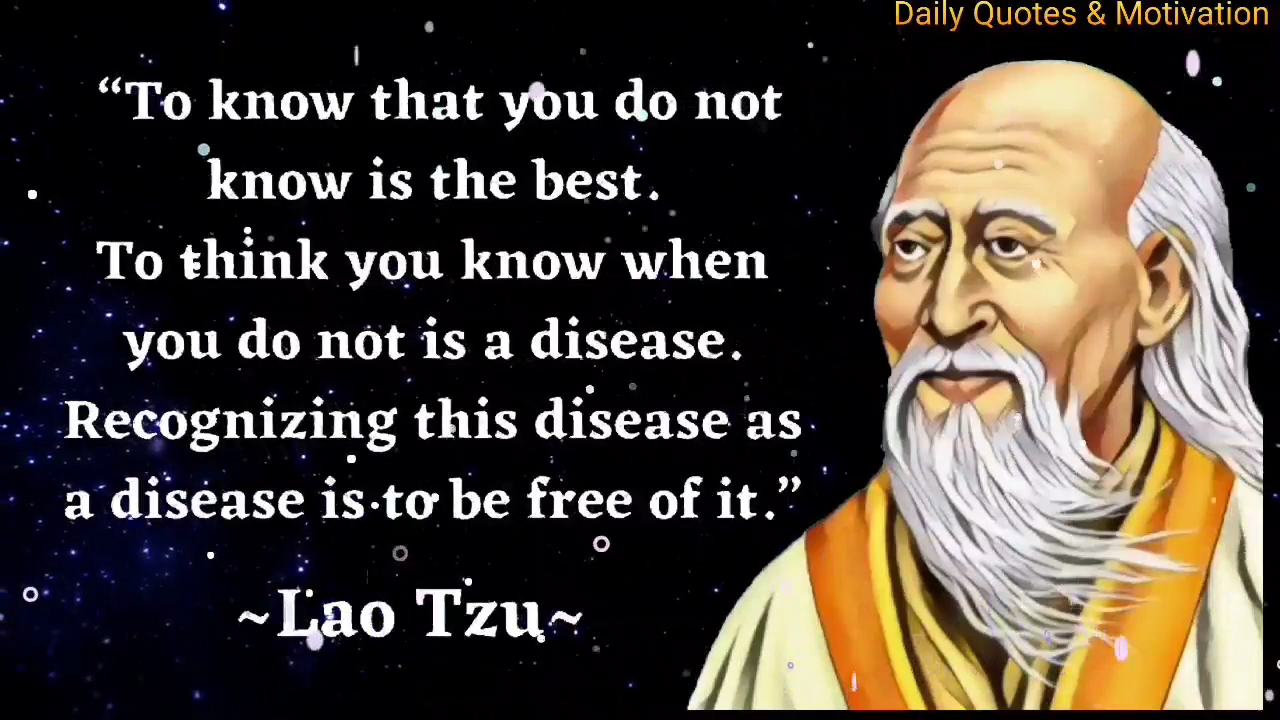 Daily Quotes & Motivation
“To know that you do not
know is the best.
To think you know when
you do not is a disease.
Recognizing this disease as
a disease is to be free of it.”
~Lao Tzu~